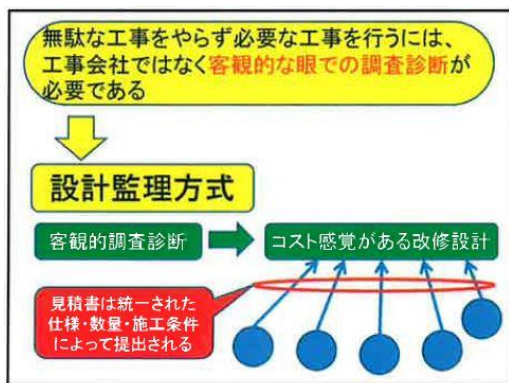 無駄な工事をやらず必要な工事を行うには、
工事会社ではなく客観的な眼での調査診断が
必要である
設計監理方式
客観的調査診断
コスト感覚がある改修設計
見積書は統一された
仕様・数量・施工条件
によって提出される